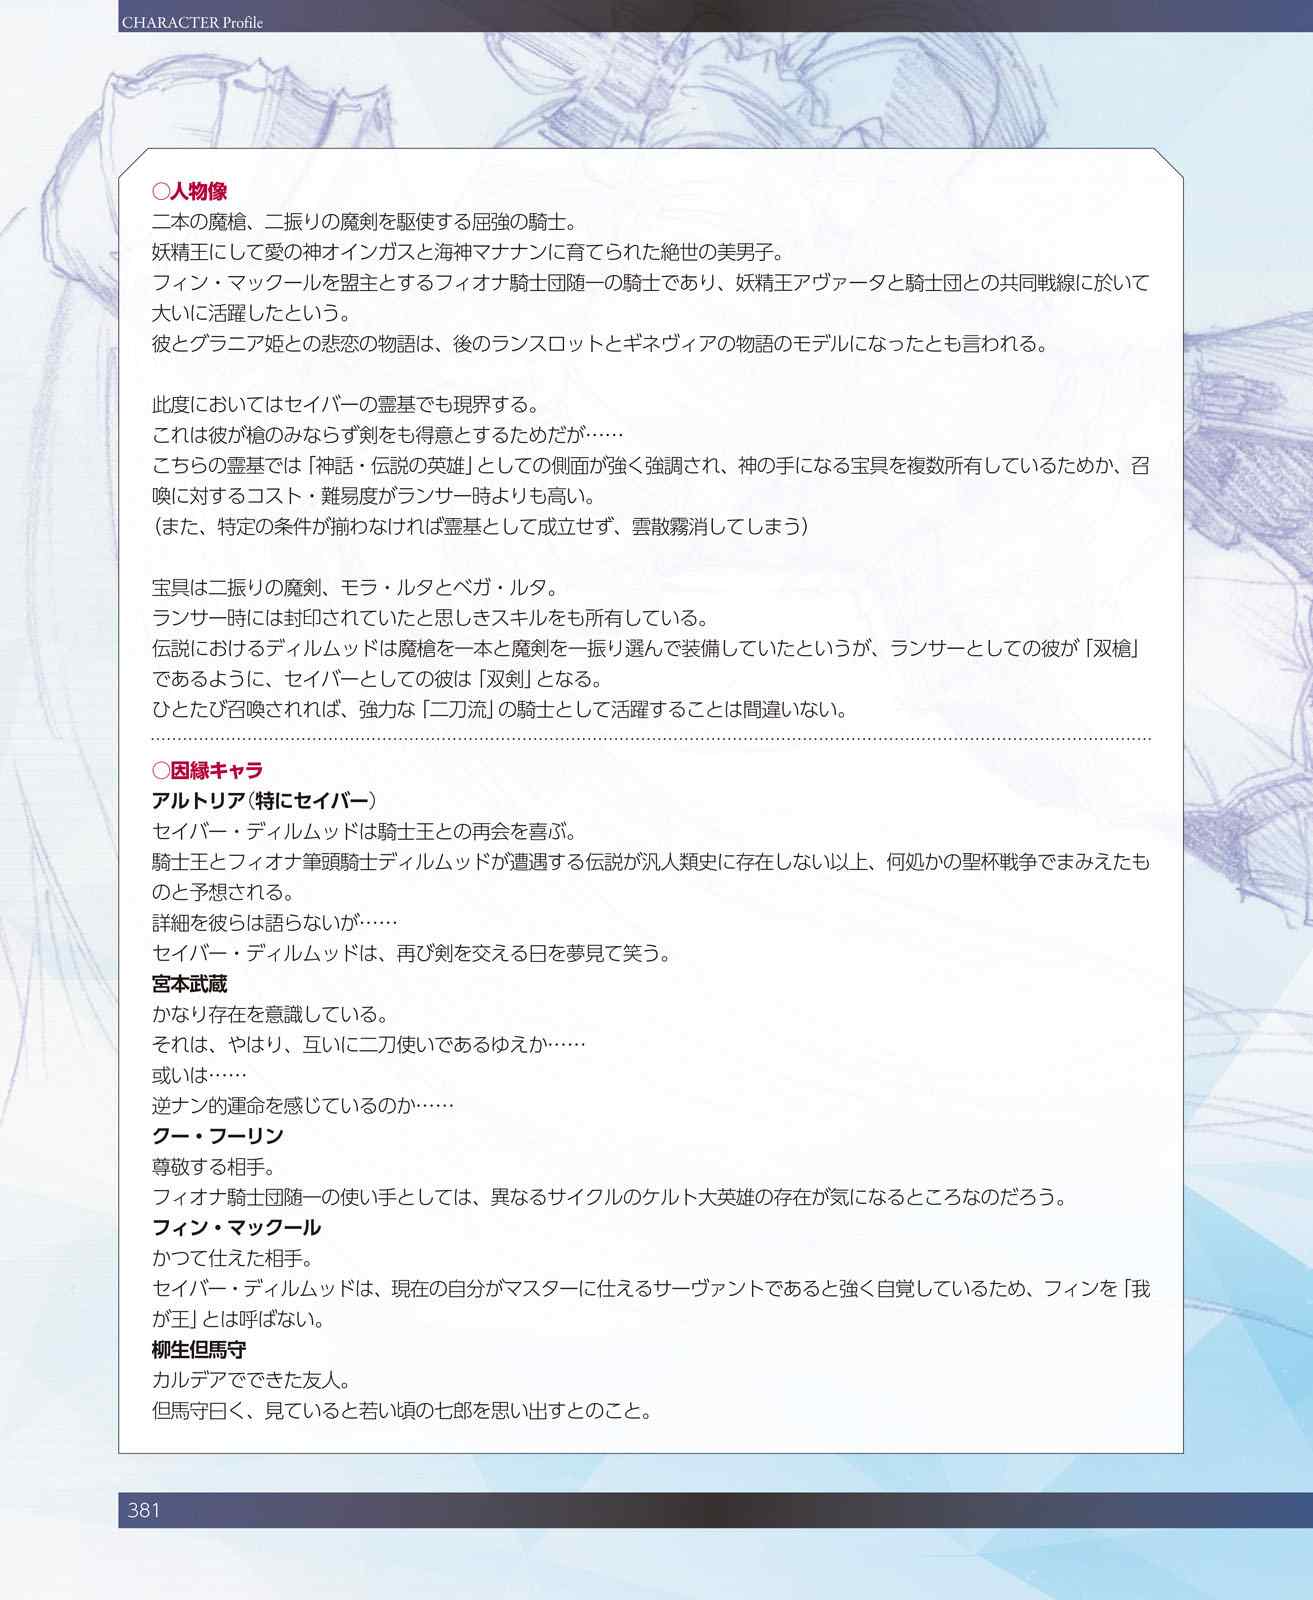 CHARACTER Profile
○人物像
二本の魔槍、二振りの魔剣を駆使する屈強の騎士。
妖精王にして愛の神オインガスと海神マナナンに育てられた絶世の美男子。
フィン・マックールを盟主とするフィオナ騎士団随一の騎士であり、妖精王アヴァータと騎士団との共同戦線に於いて
大いに活躍したという。
彼とグラニア姫との悲恋の物語は、後のランスロットとギネヴィアの物語のモデルになったとも言われる。
此度においてはセイバーの霊基でも現界する。
これは彼が槍のみならず剣をも得意とするためだが……
こちらの霊基では「神話・伝説の英雄」としての側面が強く強調され、神の手になる宝具を複数所有しているためか、召
喚に対するコスト・難易度がランサー時よりも高い。
（また、特定の条件が揃わなければ霊基として成立せず、雲散霧消してしまう）
宝具は二振りの魔剣、モラ・ルタとベガ・ルタ。
ランサー時には封印されていたと思しきスキルをも所有している。
伝説におけるディルムッドは魔槍を一本と魔剣を一振り選んで装備していたというが、ランサーとしての彼が「双槍」
であるように、セイバーとしての彼は「双剣」となる。
ひとたび召喚されれば、強力な「二刀流」の騎士として活躍することは間違いない。
○因縁キャラ
アルトリア（特にセイバー）
セイバー・ディルムッドは騎士王との再会を喜ぶ。
騎士王とフィオナ筆頭騎士ディルムッドが遭遇する伝説が汎人類史に存在しない以上、何処かの聖杯戦争でまみえたも
のと予想される。
詳細を彼らは語らないが……
セイバー・ディルムッドは、再び剣を交える日を夢見て笑う。
宮本武蔵
かなり存在を意識している。
それは、やはり、互いに二刀使いであるゆえか……
或いは……
逆ナン的運命を感じているのか……
クー・フーリン
尊敬する相手。
フィオナ騎士団随一の使い手としては、異なるサイクルのケルト大英雄の存在が気になるところなのだろう。
フィン・マックール
かつて仕えた相手。
セイバー・ディルムッドは、現在の自分がマスターに仕えるサーヴァントであると強く自覚しているため、フィンを「我
が王」とは呼ばない。
柳生但馬守
カルデアでできた友人。
但馬守曰く、見ていると若い頃の七郎を思い出すとのこと。
381